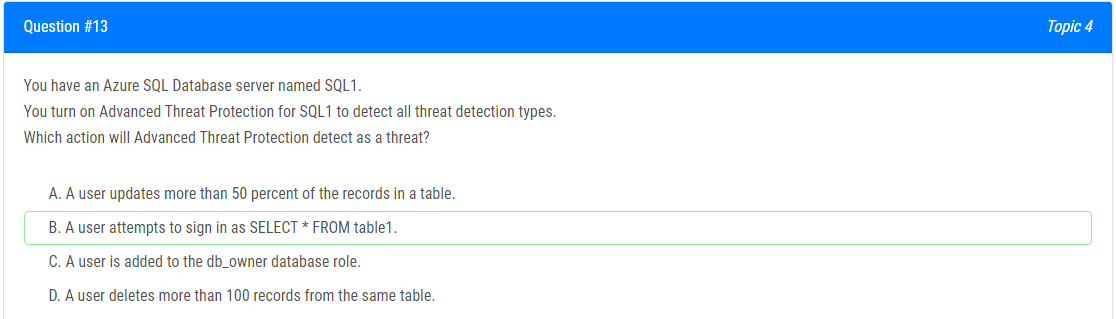 Question #13
Topic 4
You have an Azure SQL Database server named SQL1.
You turn on Advanced Threat Protection for SQL1 to detect all threat detection types.
Which action will Advanced Threat Protection detect as a threat?
A. A user updates more than 50 percent of the records in a table.
B. A user attempts to sign in as SELECT * FROM table1.
C. A user is added to the db_owner database role.
D. A user deletes more than 100 records from the same table.